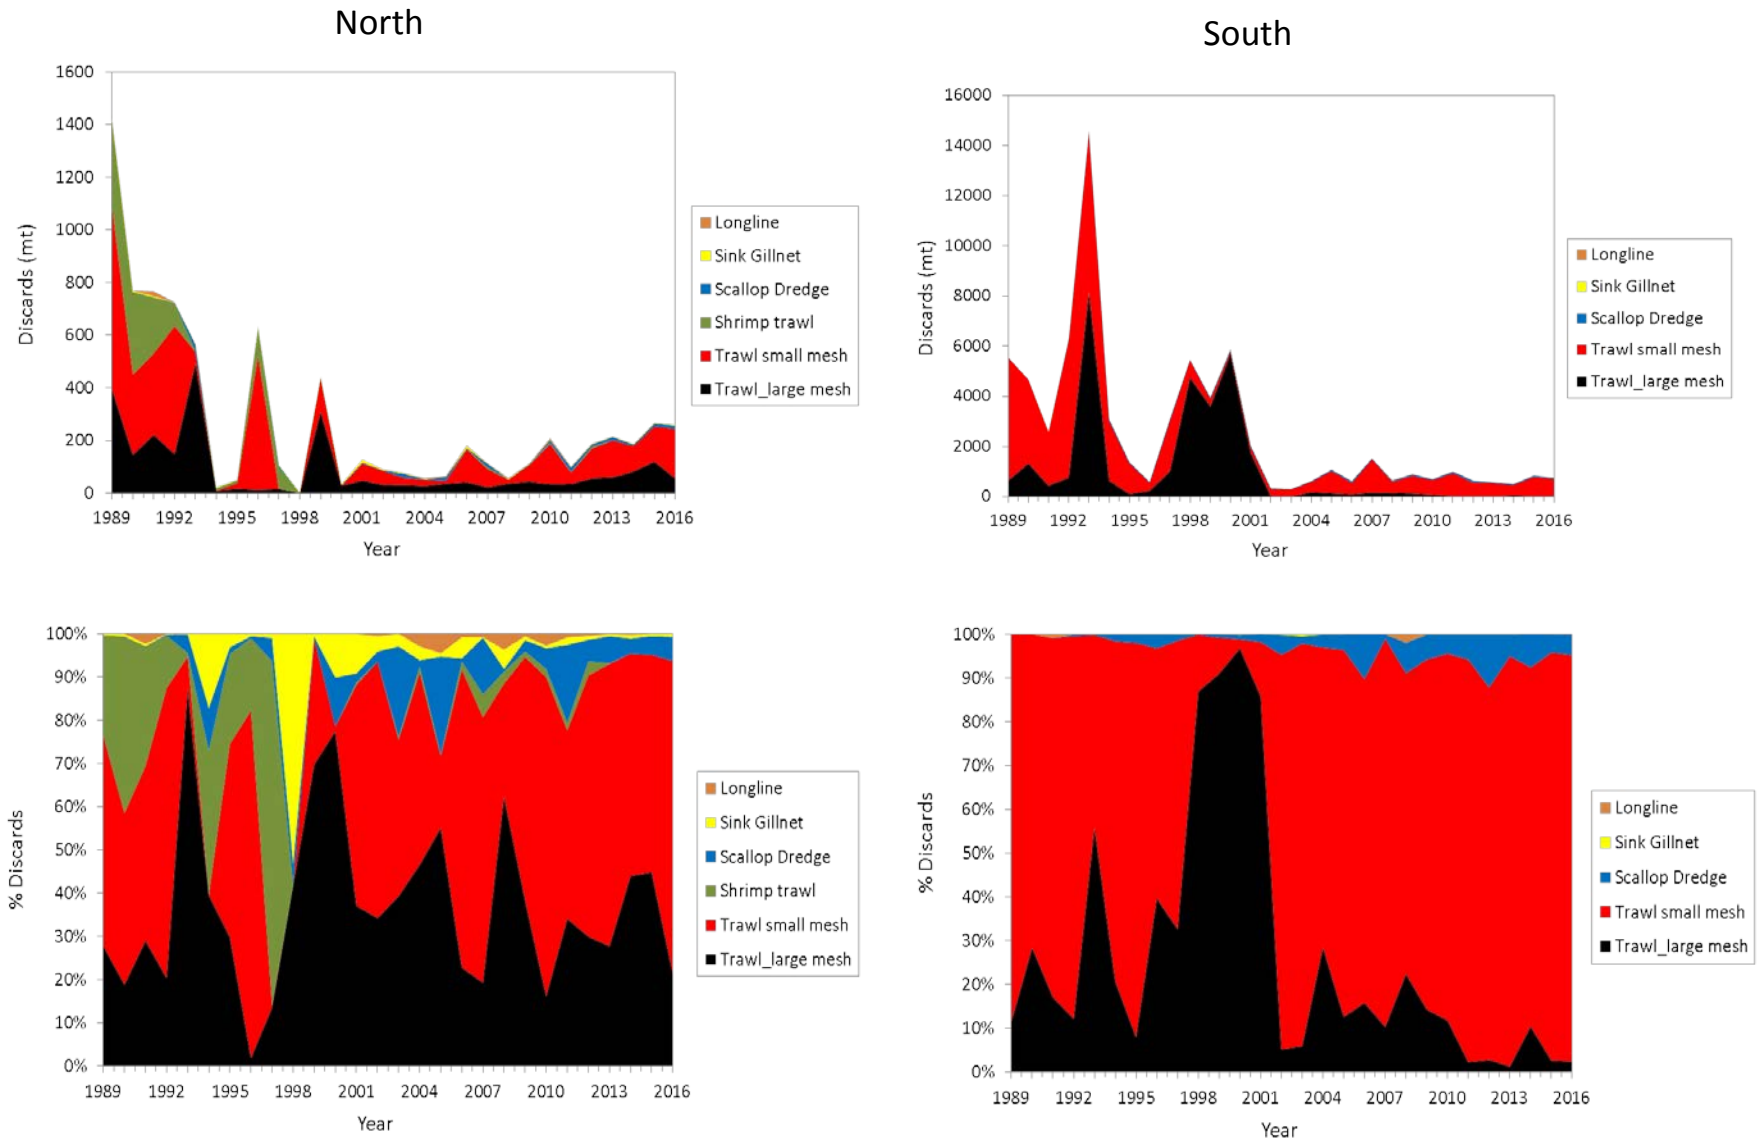 North
South
1600
1400
1200
1000
800
600
400
200
0
Discards (mt)
1989 1992 1995 1998 2001 2004 2007 2010 2013 2016
Year
Longline
Sink Gillnet
Scallop Dredge
Shrimp trawl
Trawl small mesh
Trawl_large mesh
16000
14000
12000
10000
8000
6000
4000
2000
0
Discards (mt)
1989 1992 1995 1998 2001 2004 2007 2010 2013 2016
Year
Longline
Sink Gillnet
Scallop Dredge
Trawl small mesh
Trawl_large mesh
100%
90%
80%
70%
60%
50%
40%
30%
20%
10%
0%
% Discards
1989 1992 1995 1998 2001 2004 2007 2010 2013 2016
Year
Longline
Sink Gillnet
Scallop Dredge
Shrimp trawl
Trawl small mesh
Trawl_large mesh
100%
90%
80%
70%
60%
50%
40%
30%
20%
10%
0%
% Discards
1989 1992 1995 1998 2001 2004 2007 2010 2013 2016
Year
Longline
Sink Gillnet
Scallop Dredge
Trawl small mesh
Trawl_large mesh